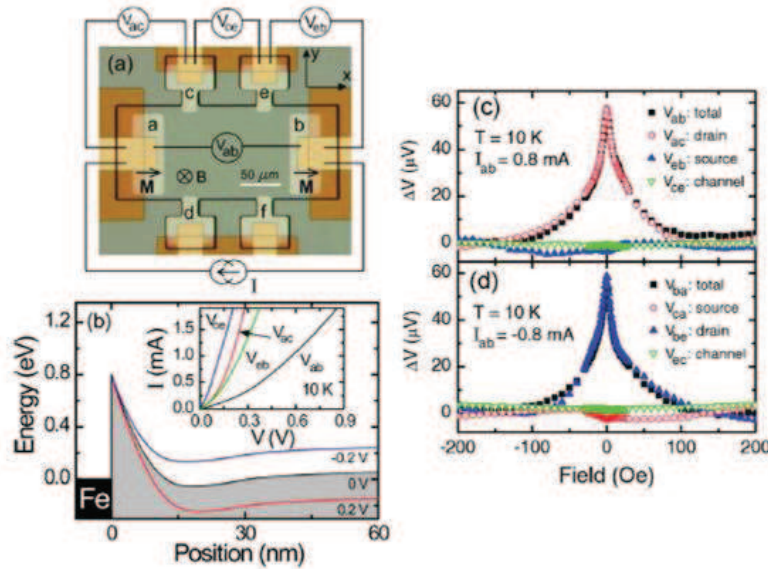 V_ac V_ce V_eb
(a)
y
x
c e
a b
V_ab
M B 50 μm M
d f
I
(b)
Energy (eV)
1.2
0.8
0.4
0.0
Fe
I (mA)
1.5
1.0
0.5
0.0
V_ce
V_ac
V_eb
V_ab
10 K
0.0 0.3 0.6 0.9
V (V)
-0.2 V
0 V
0.2 V
0 30 60
Position (nm)
(c)
ΔV (μV)
60
40
20
0
T = 10 K
I_ab = 0.8 mA
V_ab: total
V_ac: drain
V_eb: source
V_ce: channel
(d)
ΔV (μV)
60
40
20
0
T = 10 K
I_ab = -0.8 mA
V_ba: total
V_ca: source
V_be: drain
V_ec: channel
-200 -100 0 100 200
Field (Oe)